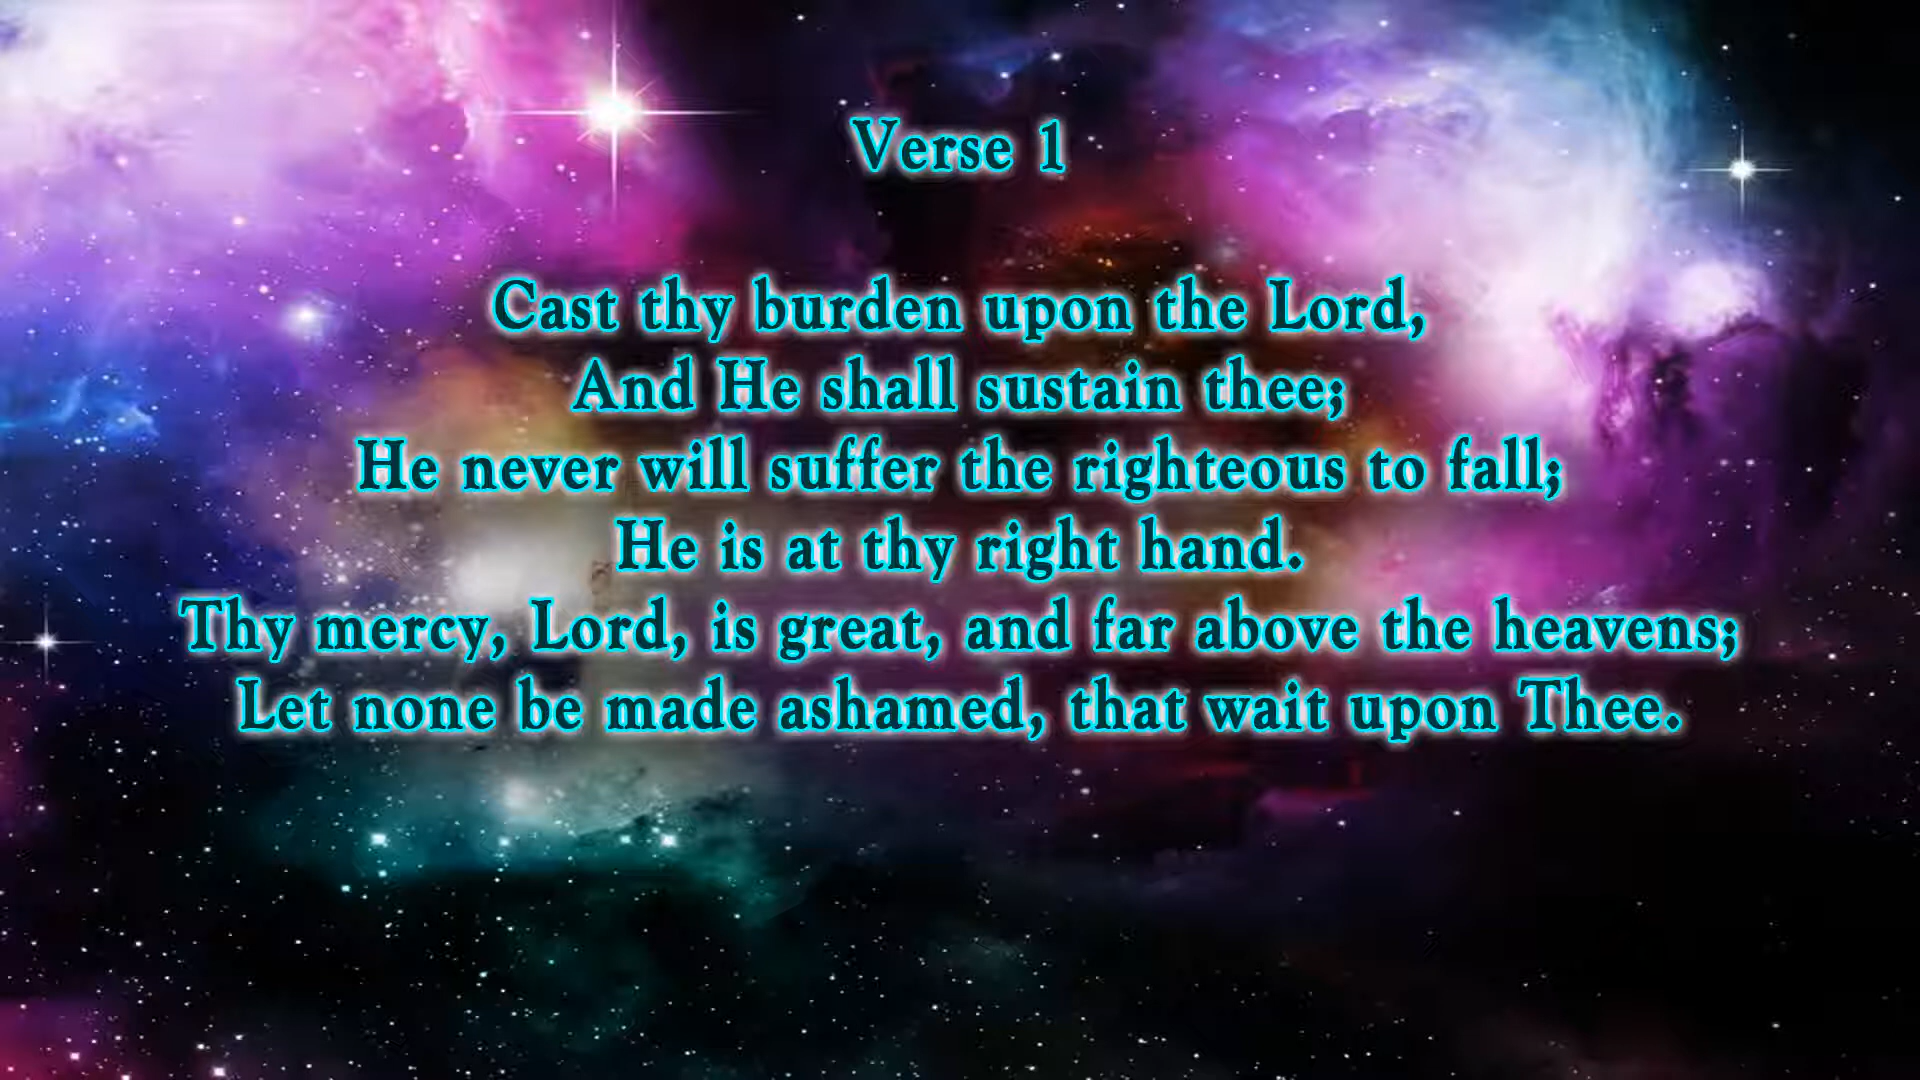 Verse 1
Cast thy burden upon the Lord,
And He shall sustain thee;
He never will suffer the righteous to fall;
He is at thy right hand.
Thy mercy, Lord, is great, and far above the heavens;
Let none be made ashamed, that wait upon Thee.